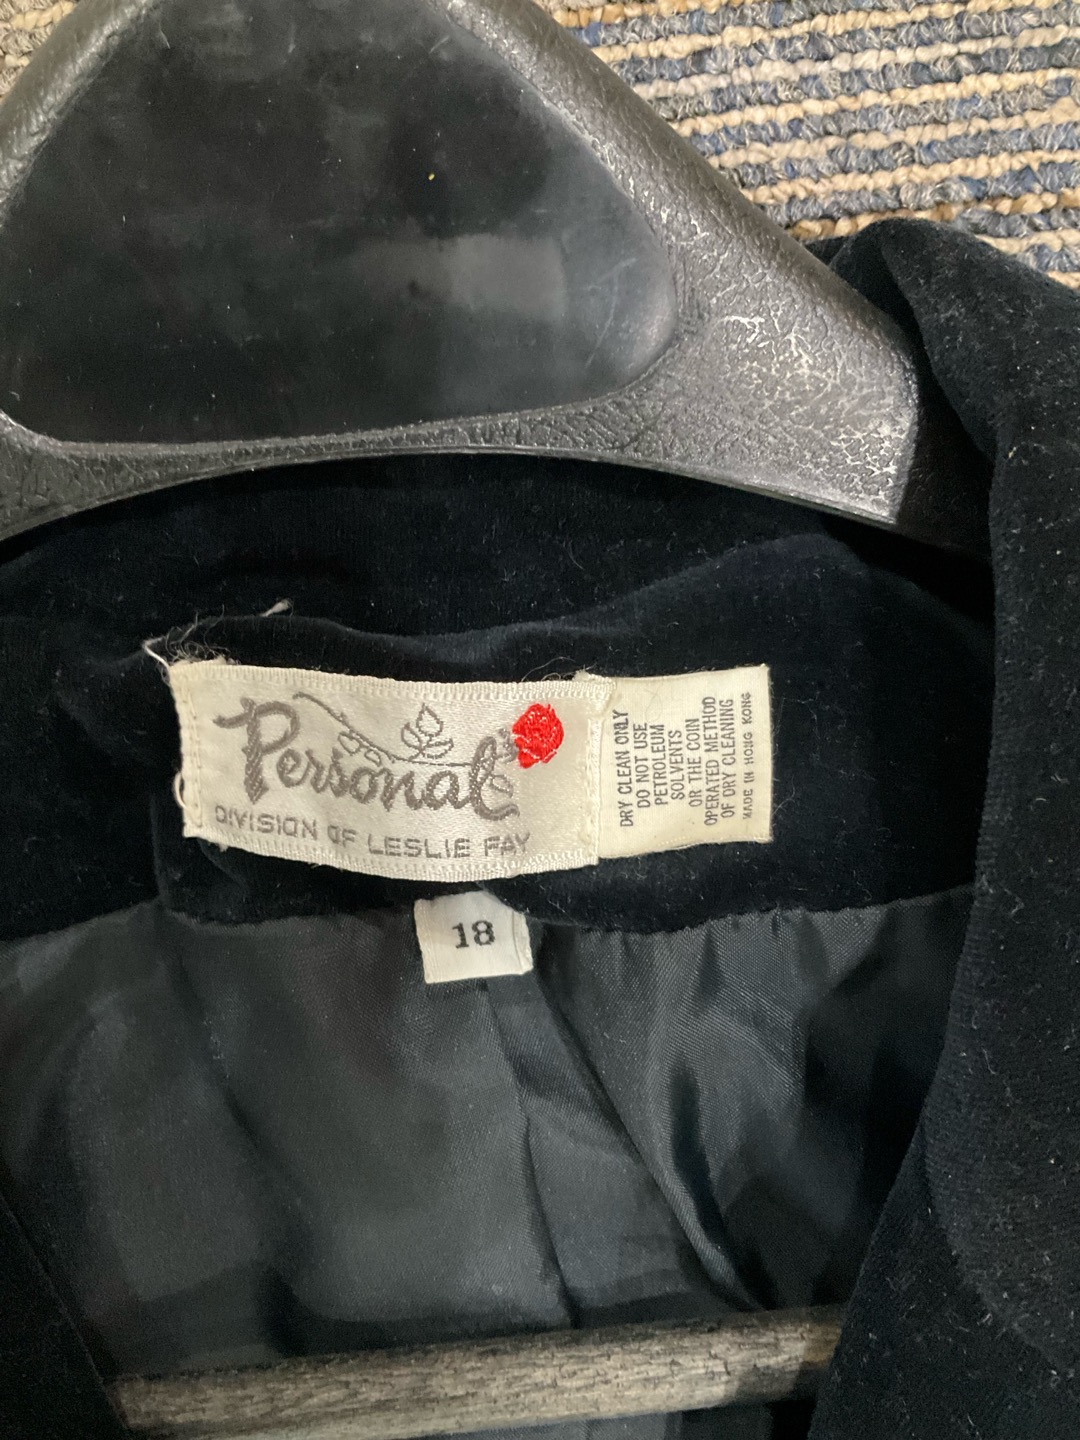 Personal
DIVISION OF LESLIE FAY
DRY CLEAN ONLY
DO NOT USE
PETROLEUM
SOLVENTS
OR THE COIN
OPERATED METHOD
OF DRY CLEANING
MADE IN HONG KONG
18